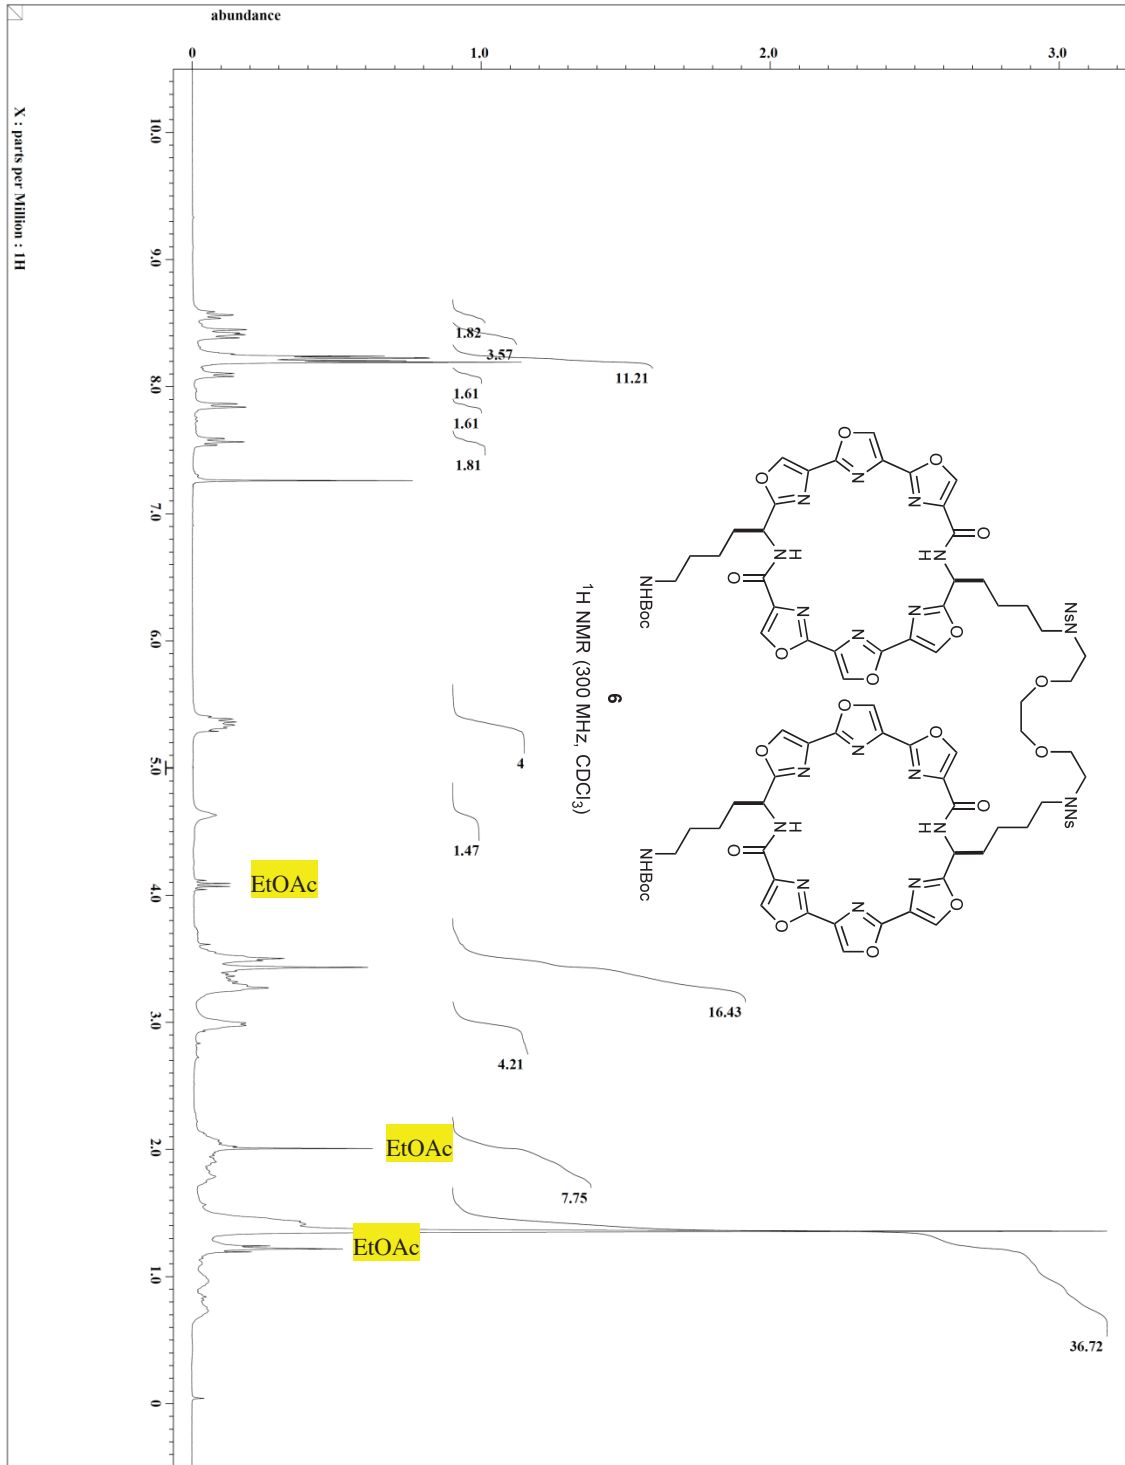 abundance
0 1.0 2.0 3.0
X : parts per Million : 1H
10.0
9.0
8.0
7.0
6.0
5.0
4.0
3.0
2.0
1.0
0
1.82
3.57
11.21
1.61
1.61
1.81
4
1.47
16.43
4.21
7.75
36.72
EtOAc
EtOAc
EtOAc
O O O
N N N
O
N H
H N
O
N N N
O O O
NHBoc
NsN
O
O
NNs
O O O
N N N
O
N H
H N
O
N N N
O O O
NHBoc
6
¹H NMR (300 MHz, CDCl₃)